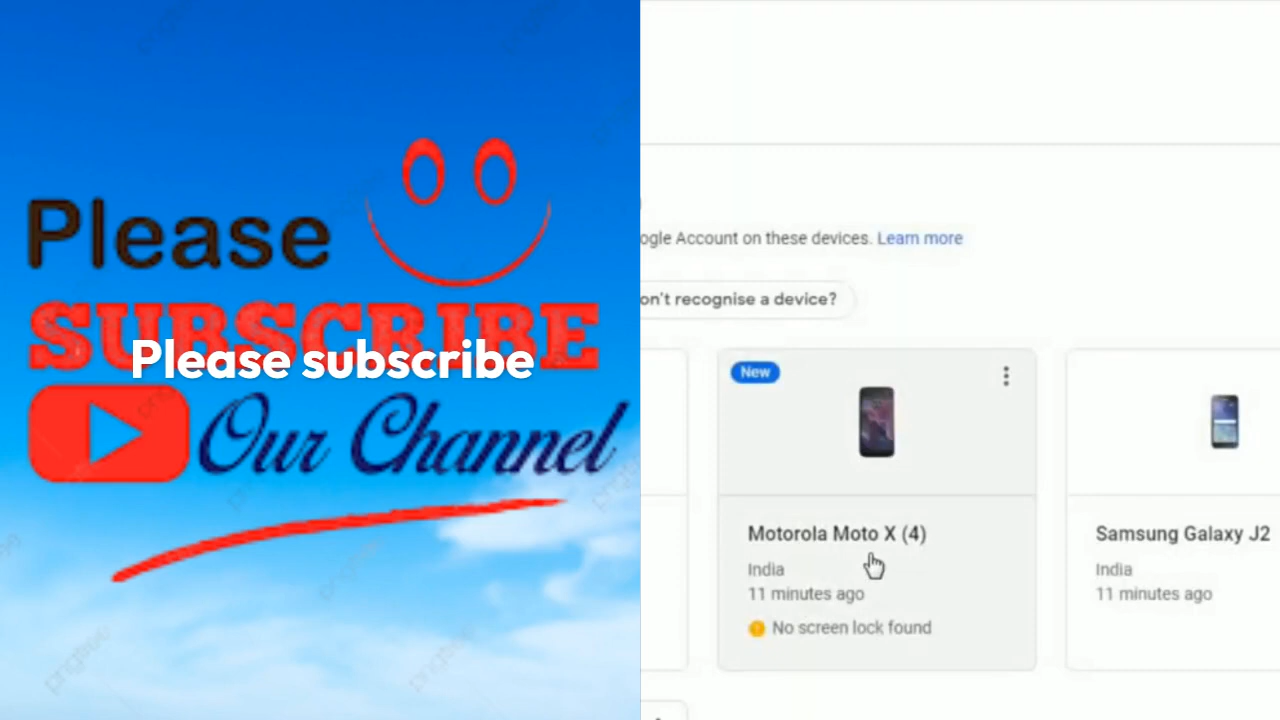 Please
SUBSCRIBE
Please subscribe
Our Channel
ogle Account on these devices. Learn more
on't recognise a device?
New
Motorola Moto X (4)
India
11 minutes ago
No screen lock found
Samsung Galaxy J2
India
11 minutes ago